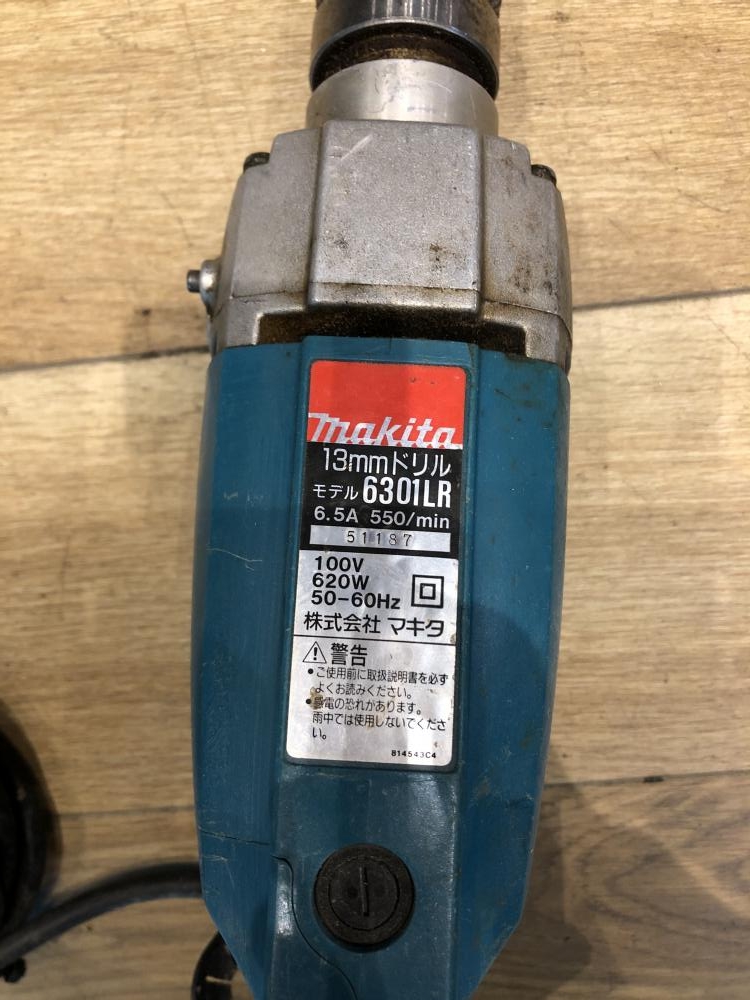 makita
13mmドリル
モデル 6301LR
6.5A 550/min
51187
100V
620W
50-60Hz
株式会社 マキタ
警告
•ご使用前に取扱説明書を必ず
よくお読みください。
•感電の恐れがあります。
雨中では使用しないでくださ
い。
814543C4